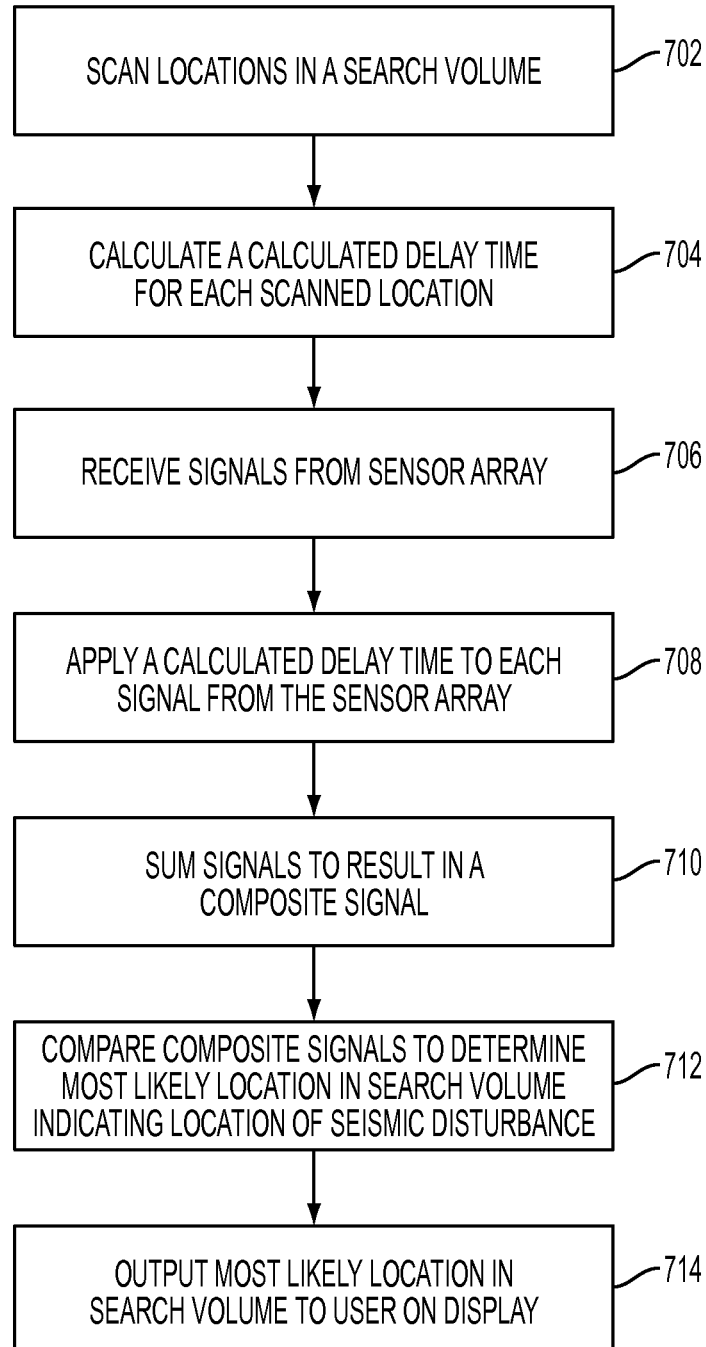 SCAN LOCATIONS IN A SEARCH VOLUME
702
CALCULATE A CALCULATED DELAY TIME
FOR EACH SCANNED LOCATION
704
RECEIVE SIGNALS FROM SENSOR ARRAY
706
APPLY A CALCULATED DELAY TIME TO EACH
SIGNAL FROM THE SENSOR ARRAY
708
SUM SIGNALS TO RESULT IN A
COMPOSITE SIGNAL
710
COMPARE COMPOSITE SIGNALS TO DETERMINE
MOST LIKELY LOCATION IN SEARCH VOLUME
INDICATING LOCATION OF SEISMIC DISTURBANCE
712
OUTPUT MOST LIKELY LOCATION IN
SEARCH VOLUME TO USER ON DISPLAY
714